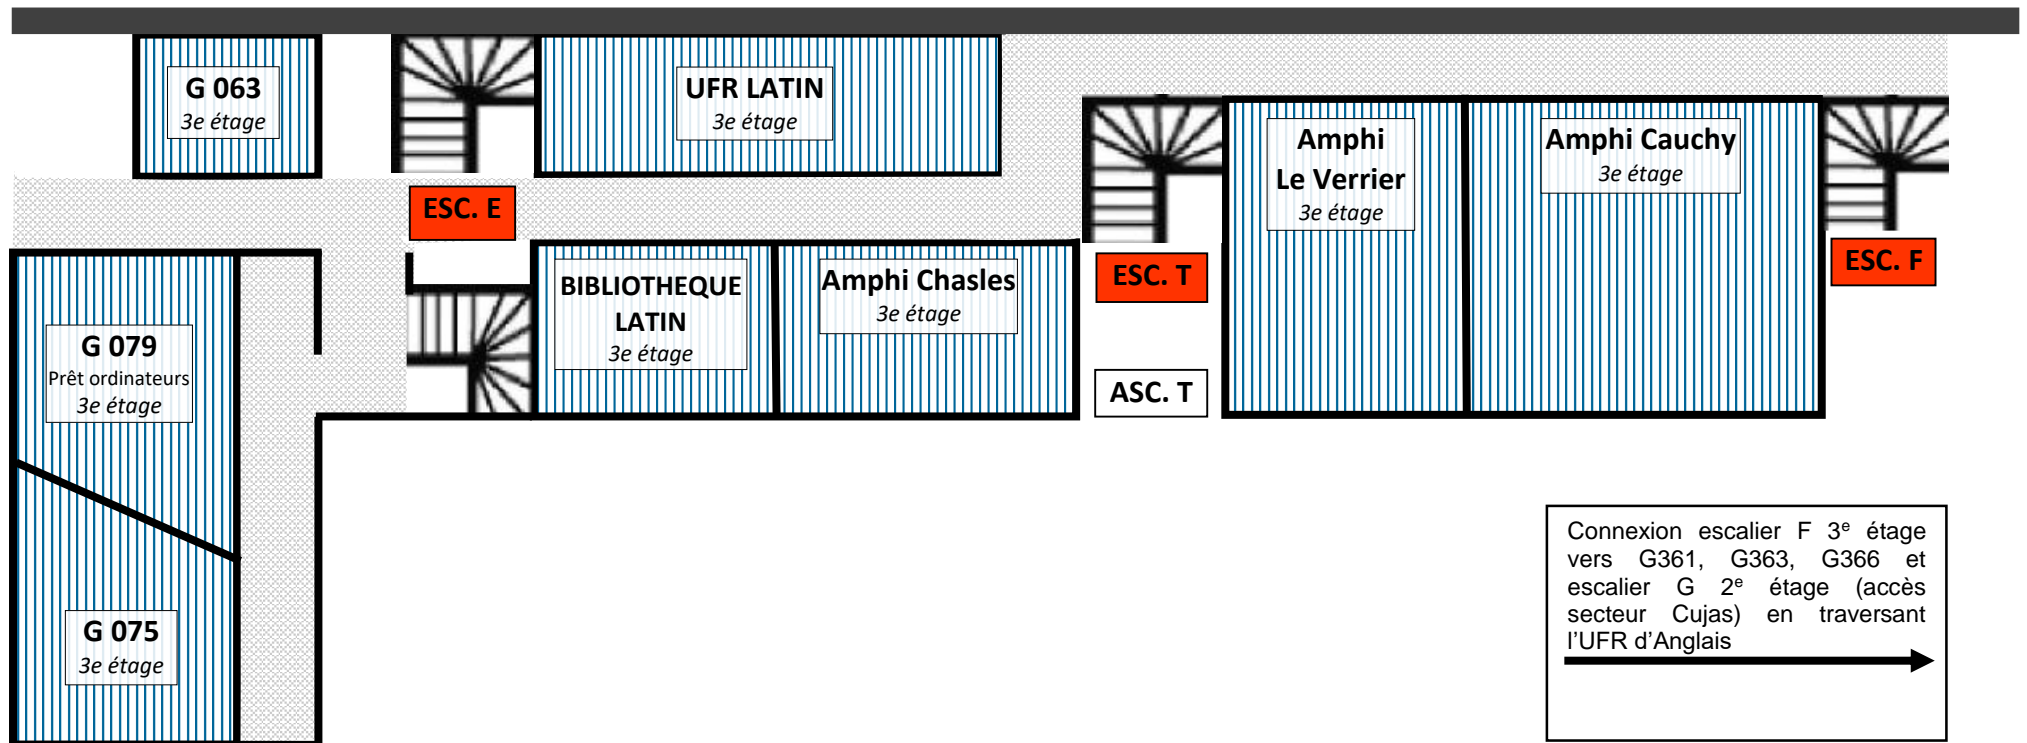 G 063
3e étage
UFR LATIN
3e étage
Amphi
Le Verrier
3e étage
Amphi Cauchy
3e étage
ESC. E
ESC. T
ESC. F
BIBLIOTHEQUE
LATIN
3e étage
Amphi Chasles
3e étage
G 079
Prêt ordinateurs
3e étage
ASC. T
G 075
3e étage
Connexion escalier F 3e étage
vers G361, G363, G366 et
escalier G 2e étage (accès
secteur Cujas) en traversant
l'UFR d'Anglais